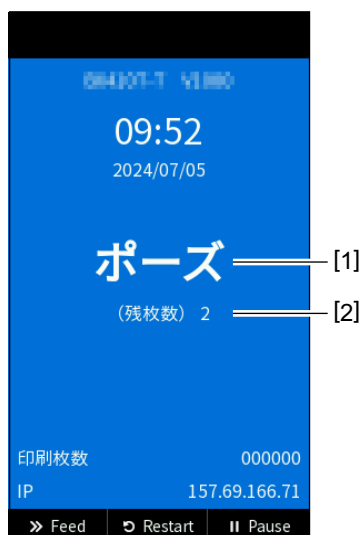 09:52
2024/07/05
ポーズ [1]
（残枚数） 2 [2]
印刷枚数 000000
IP 157.69.166.71
Feed Restart Pause